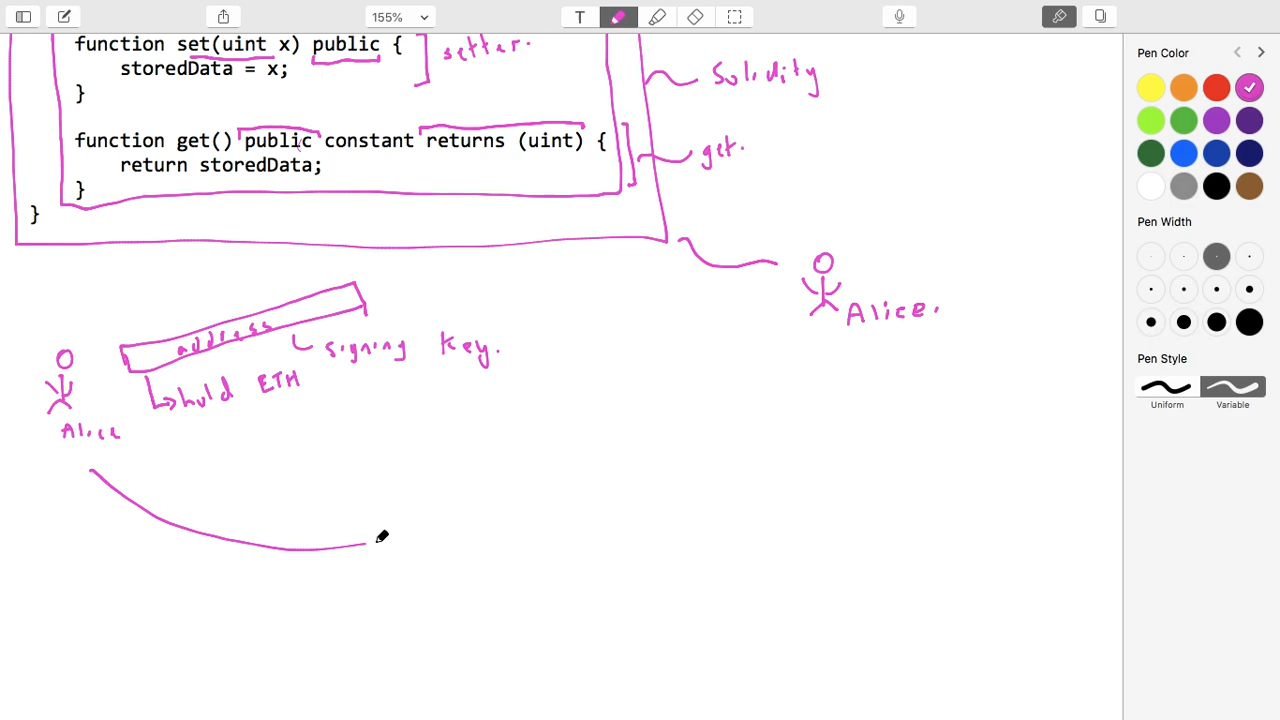 155%
T
Pen Color
function set(uint x) public {
storedData = x;
}
setter.
Solidity
function get() public constant returns (uint) {
return storedData;
}
get.
}
Alice.
address
signing key.
hold ETH
Alice
Pen Width
Pen Style
Uniform
Variable